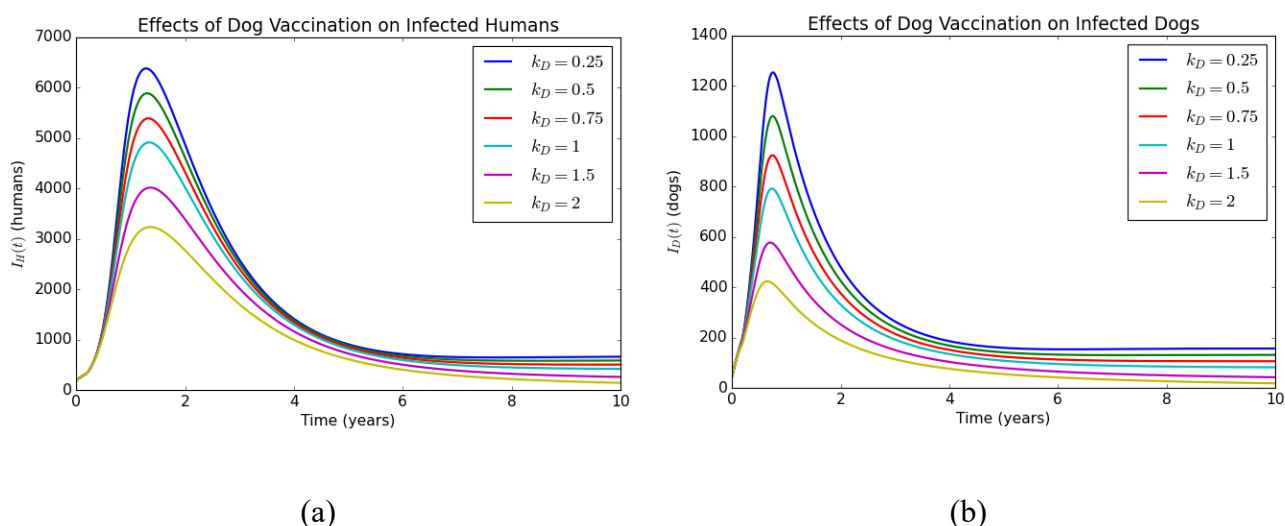 Effects of Dog Vaccination on Infected Humans
7000
6000
5000
4000
3000
2000
1000
0
I_H(t) (humans)
k_D = 0.25
k_D = 0.5
k_D = 0.75
k_D = 1
k_D = 1.5
k_D = 2
0 2 4 6 8 10
Time (years)
(a)
Effects of Dog Vaccination on Infected Dogs
1400
1200
1000
800
600
400
200
0
I_D(t) (dogs)
k_D = 0.25
k_D = 0.5
k_D = 0.75
k_D = 1
k_D = 1.5
k_D = 2
0 2 4 6 8 10
Time (years)
(b)